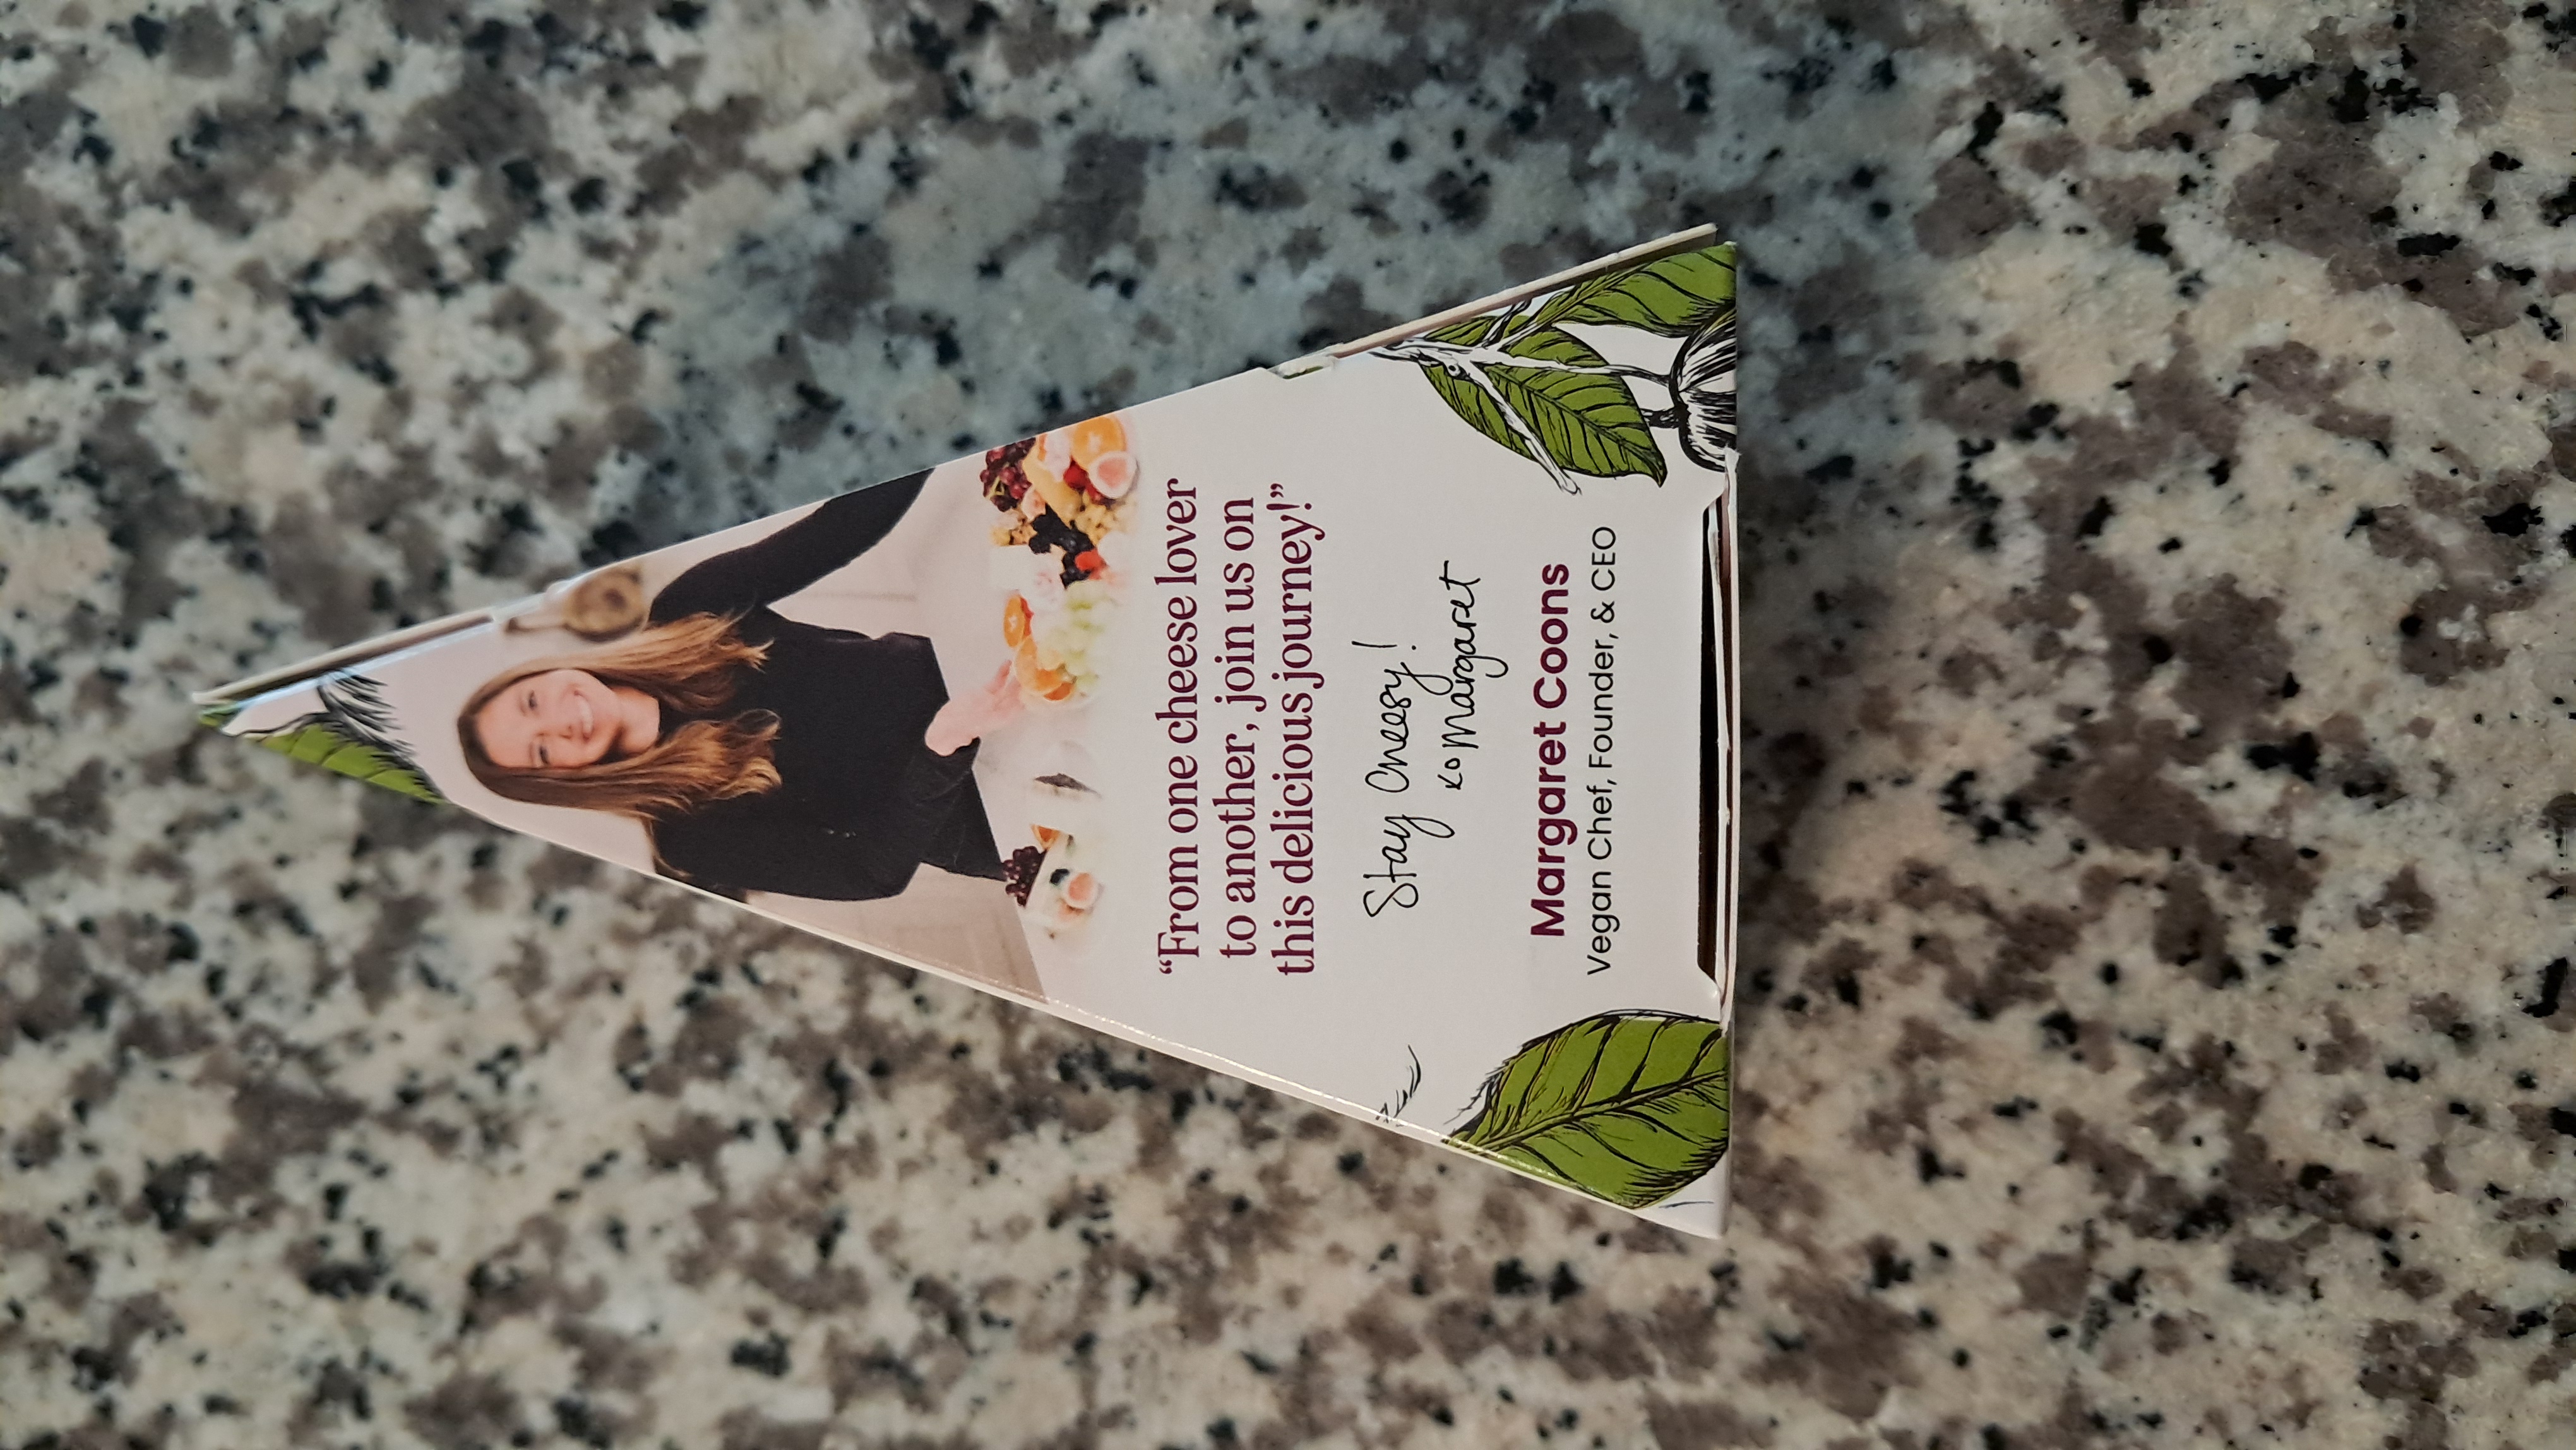 “From one cheese lover
to another, join us on
this delicious journey!”
Stay Cheesy!
xo Margaret
Margaret Coons
Vegan Chef, Founder, & CEO